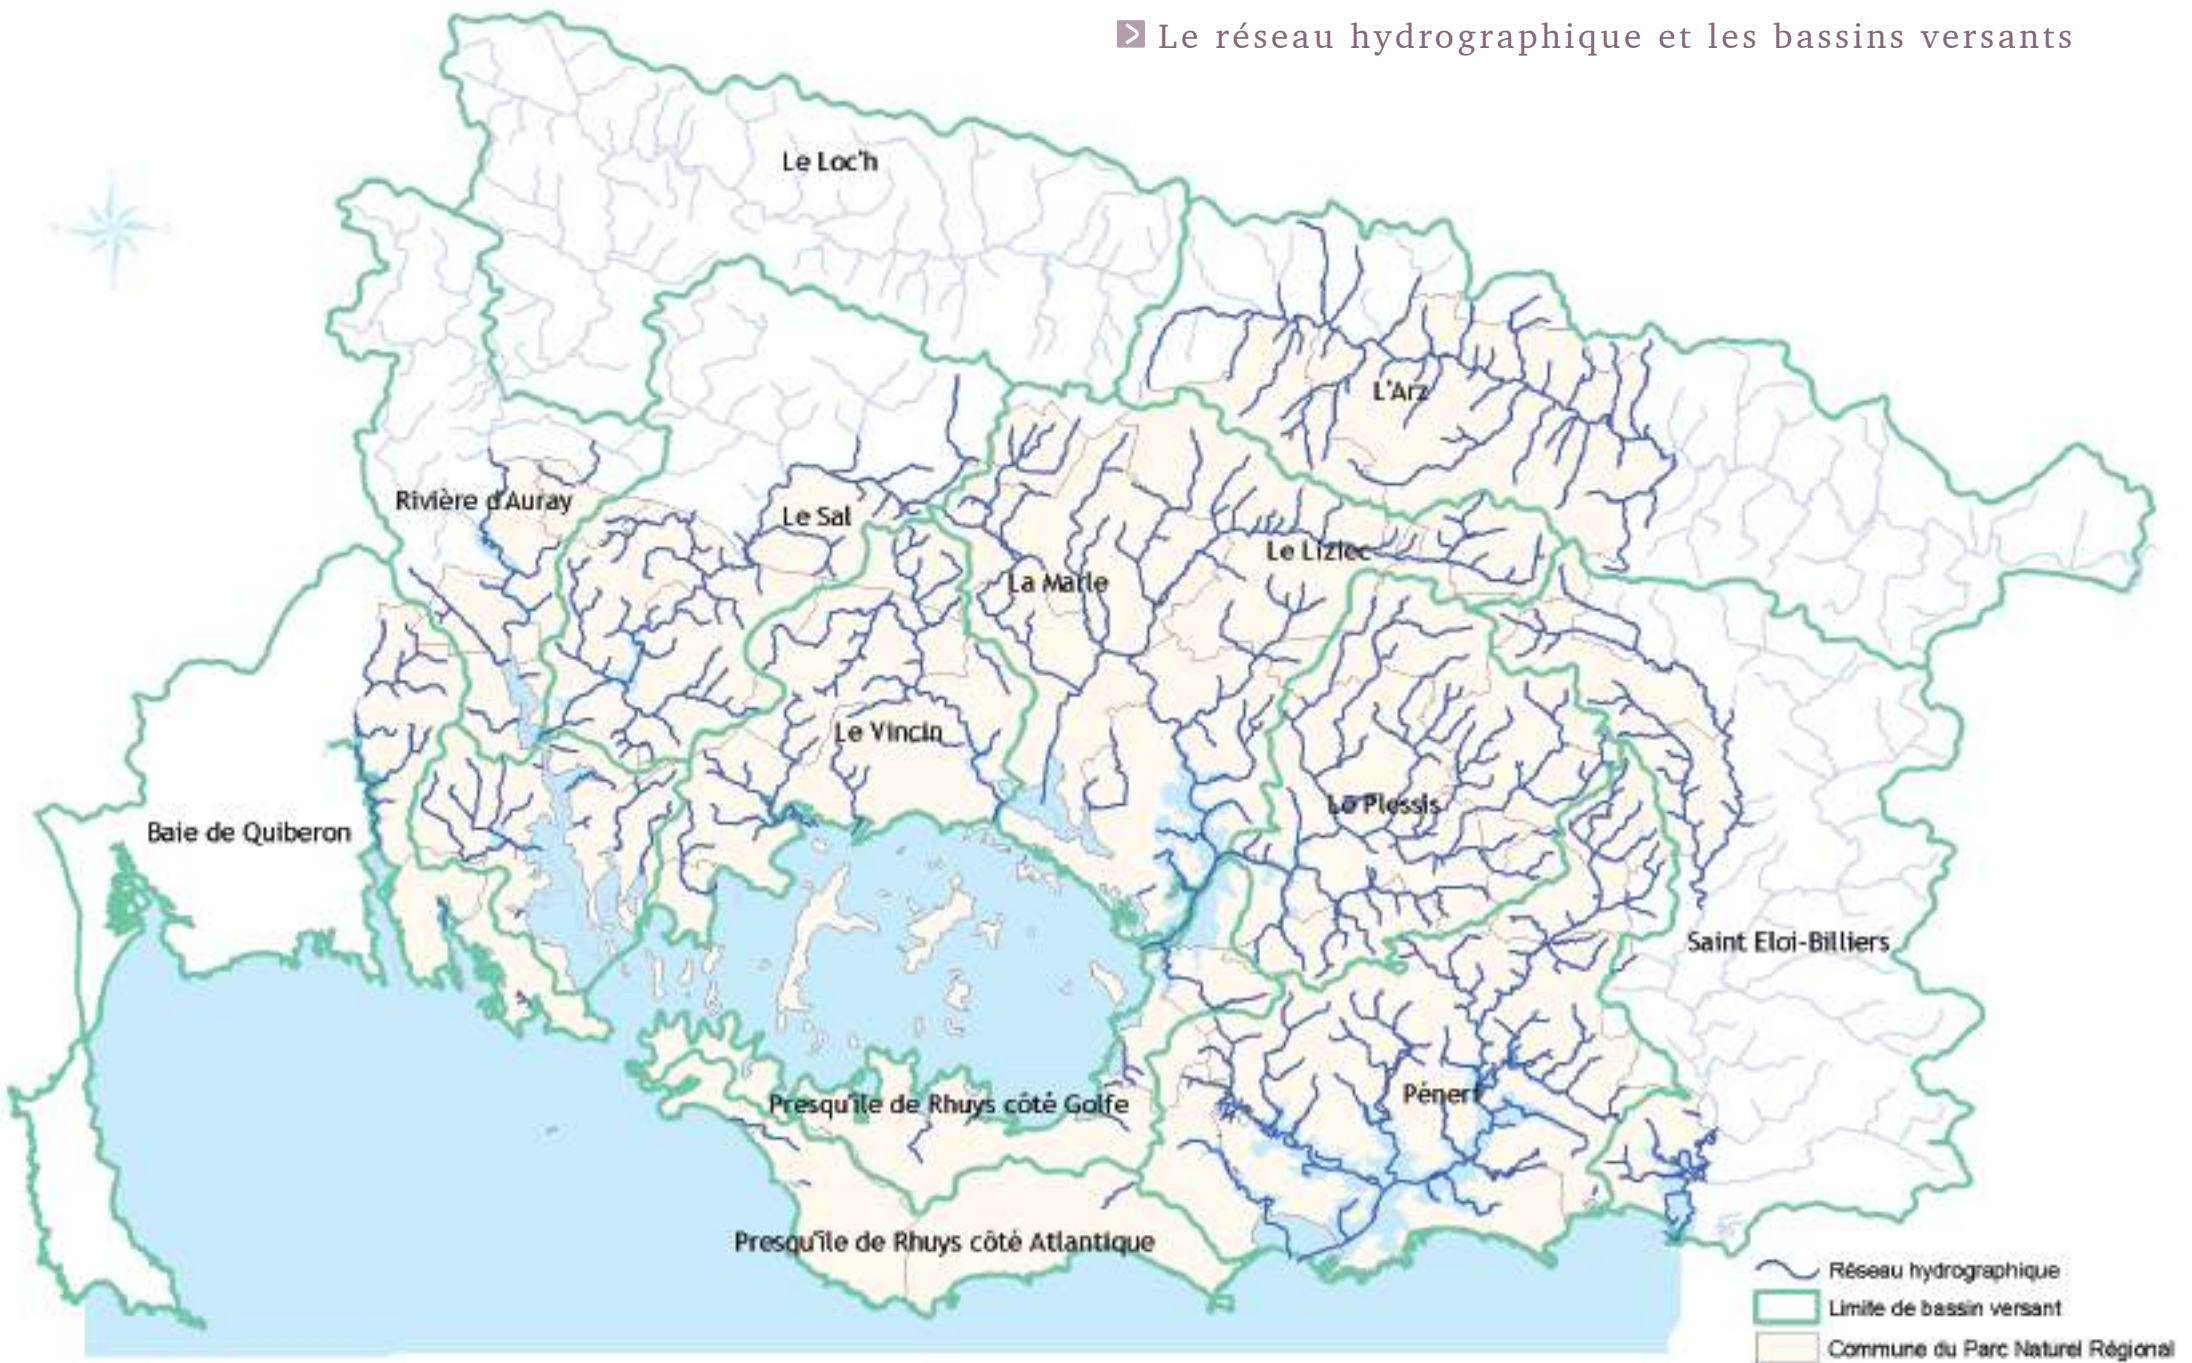 Le réseau hydrographique et les bassins versants
Le Loc'h
L'Arz
Rivière d'Auray
Le Sal
Le Liziec
La Marle
Le Vincin
Le Plessis
Baie de Quiberon
Saint Eloi-Billiers
Pénerf
Presqu'île de Rhuys côté Golfe
Presqu'île de Rhuys côté Atlantique
Réseau hydrographique
Limite de bassin versant
Commune du Parc Naturel Régional